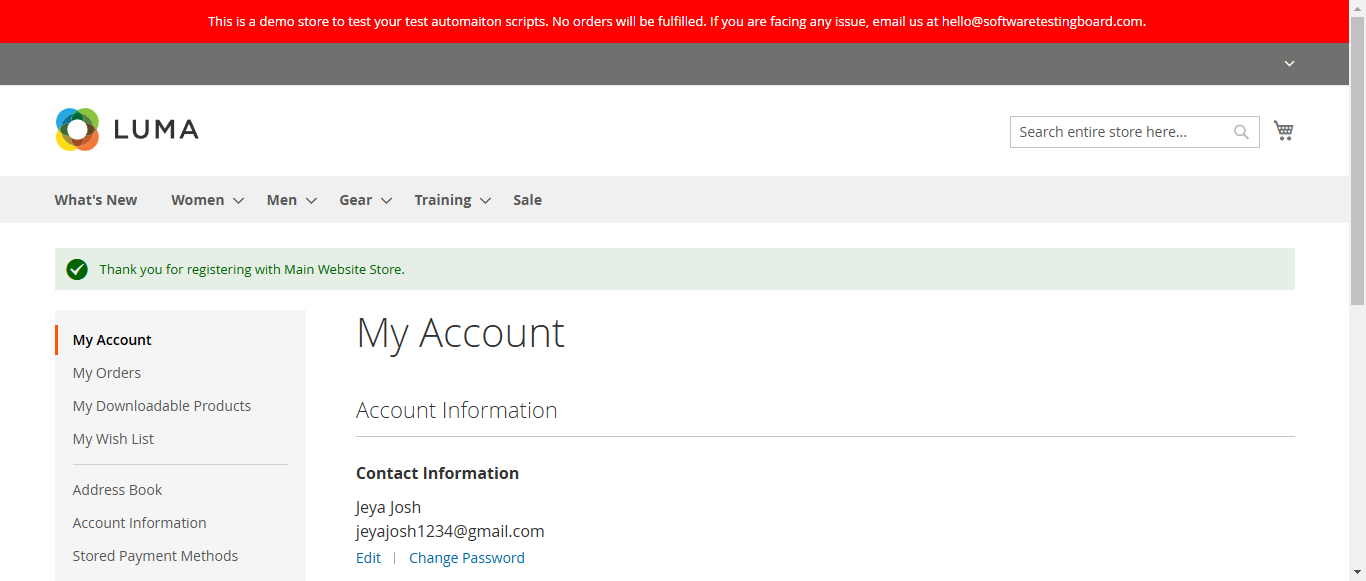 This is a demo store to test your test automaiton scripts. No orders will be fulfilled. If you are facing any issue, email us at hello@softwaretestingboard.com.
LUMA
Search entire store here...
What's New Women Men Gear Training Sale
Thank you for registering with Main Website Store.
My Account
My Orders
My Downloadable Products
My Wish List
Address Book
Account Information
Stored Payment Methods
My Account
Account Information
Contact Information
Jeya Josh
jeyajosh1234@gmail.com
Edit | Change Password